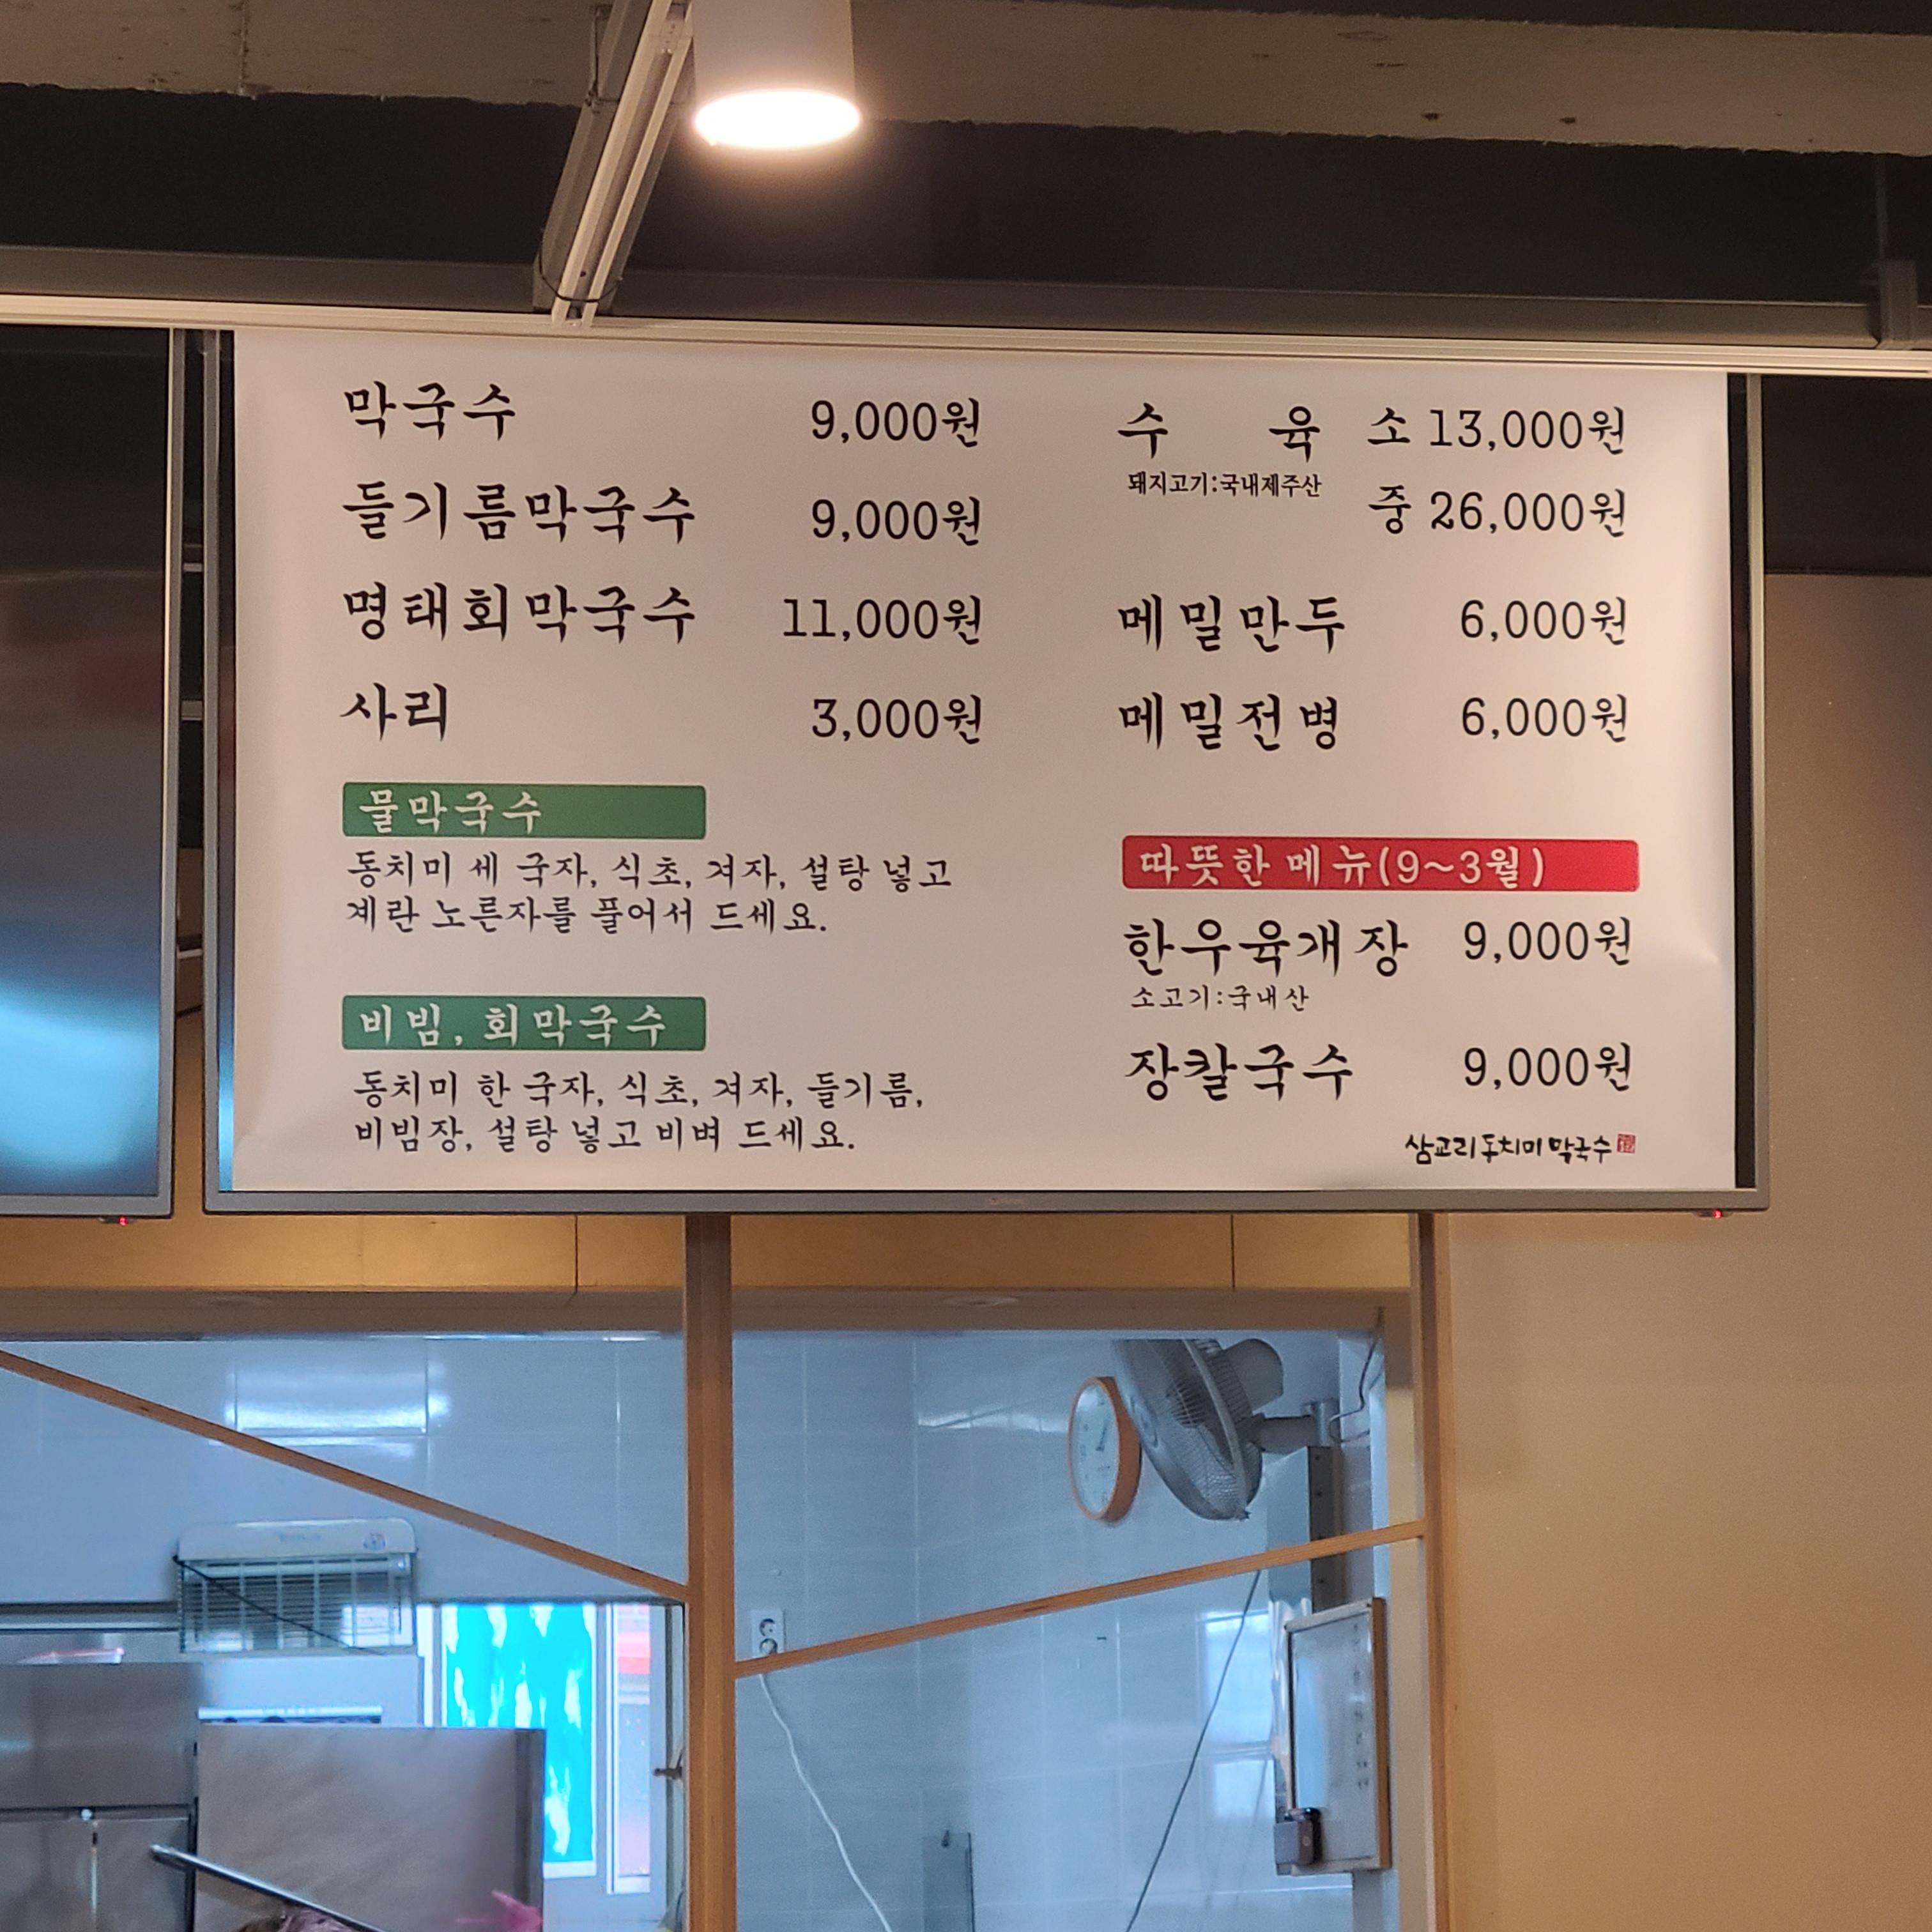 막국수 9,000원
들기름막국수 9,000원
명태회막국수 11,000원
사리 3,000원
물막국수
동치미 세 국자, 식초, 겨자, 설탕 넣고
계란 노른자를 풀어서 드세요.
비빔, 회막국수
동치미 한 국자, 식초, 겨자, 들기름,
비빔장, 설탕 넣고 비벼 드세요.
수 육 소 13,000원
돼지고기:국내제주산
중 26,000원
메밀만두 6,000원
메밀전병 6,000원
따뜻한 메뉴(9~3월)
한우육개장 9,000원
소고기:국내산
장칼국수 9,000원
삼교리동치미막국수